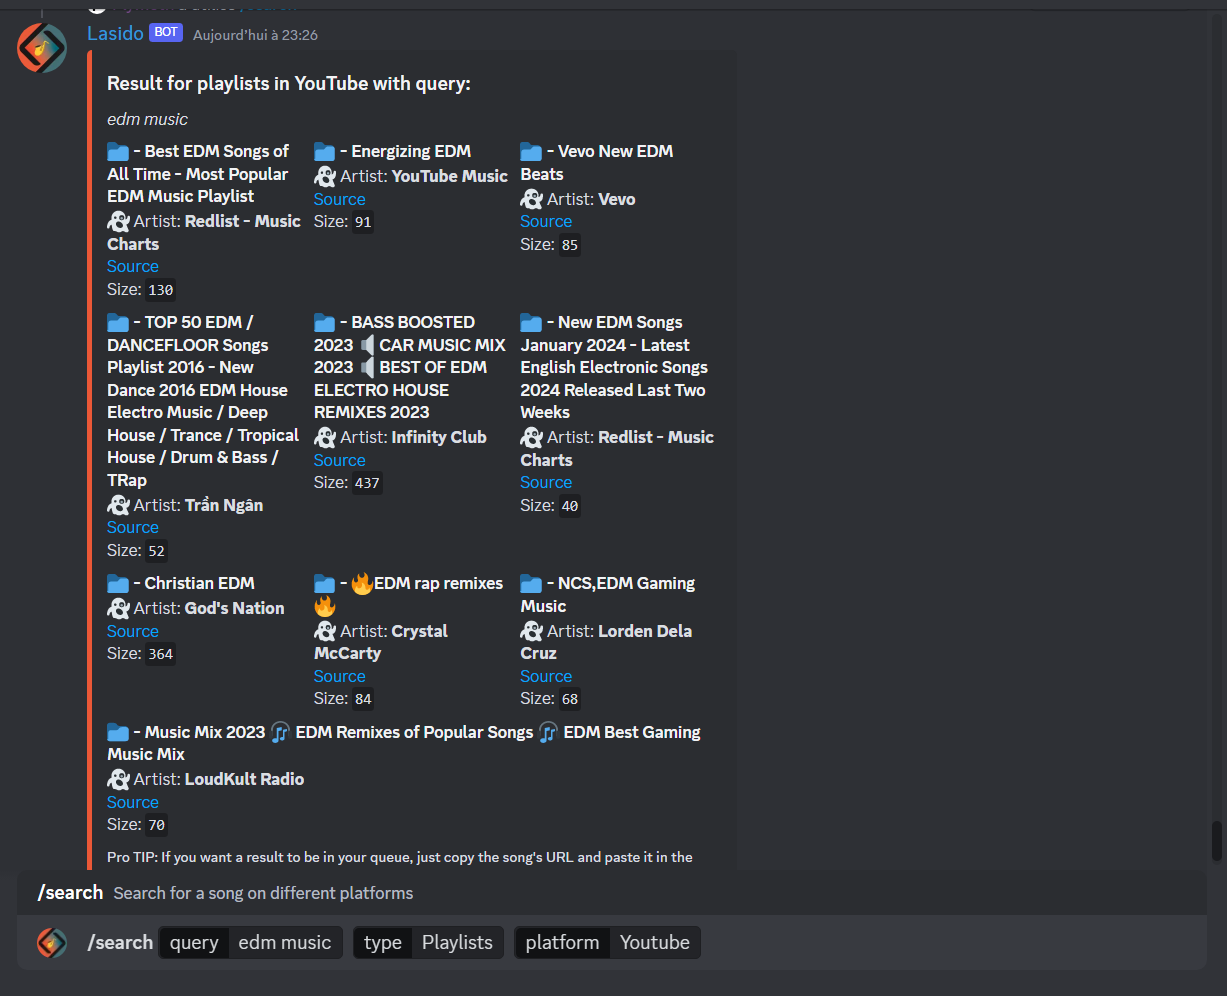 Lasido BOT Aujourd'hui à 23:26
Result for playlists in YouTube with query:
edm music
- Best EDM Songs of
All Time - Most Popular
EDM Music Playlist
Artist: Redlist - Music
Charts
Source
Size: 130
- Energizing EDM
Artist: YouTube Music
Source
Size: 91
- Vevo New EDM
Beats
Artist: Vevo
Source
Size: 85
- TOP 50 EDM /
DANCEFLOOR Songs
Playlist 2016 - New
Dance 2016 EDM House
Electro Music / Deep
House / Trance / Tropical
House / Drum & Bass /
TRap
Artist: Trần Ngân
Source
Size: 52
- BASS BOOSTED
2023 🔈 CAR MUSIC MIX
2023 🔈 BEST OF EDM
ELECTRO HOUSE
REMIXES 2023
Artist: Infinity Club
Source
Size: 437
- New EDM Songs
January 2024 - Latest
English Electronic Songs
2024 Released Last Two
Weeks
Artist: Redlist - Music
Charts
Source
Size: 40
- Christian EDM
Artist: God's Nation
Source
Size: 364
- 🔥EDM rap remixes
🔥
Artist: Crystal
McCarty
Source
Size: 84
- NCS,EDM Gaming
Music
Artist: Lorden Dela
Cruz
Source
Size: 68
- Music Mix 2023 🎧 EDM Remixes of Popular Songs 🎧 EDM Best Gaming
Music Mix
Artist: LoudKult Radio
Source
Size: 70
Pro TIP: If you want a result to be in your queue, just copy the song's URL and paste it in the
/search Search for a song on different platforms
/search query edm music type Playlists platform Youtube